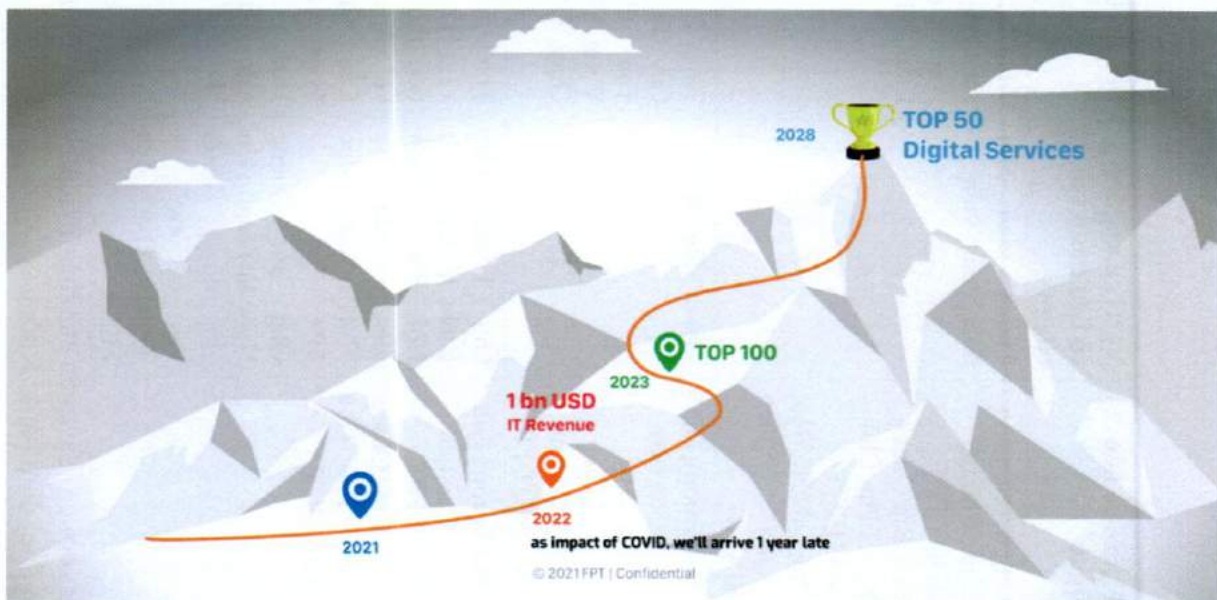 2028
TOP 50
Digital Services
TOP 100
2023
1 bn USD
IT Revenue
2022
2021
as impact of COVID, we'll arrive 1 year late
© 2021 FPT | Confidential